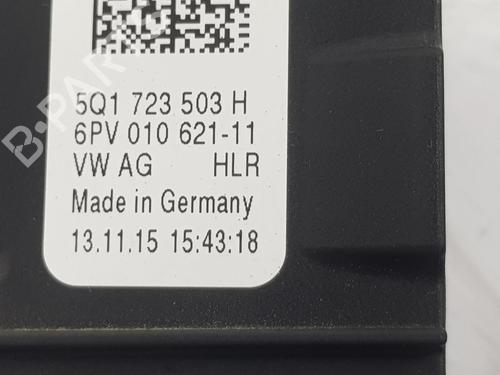 5Q1 723 503 H
6PV 010 621-11
VW AG HLR
Made in Germany
13.11.15 15:43:18
B-PARTS